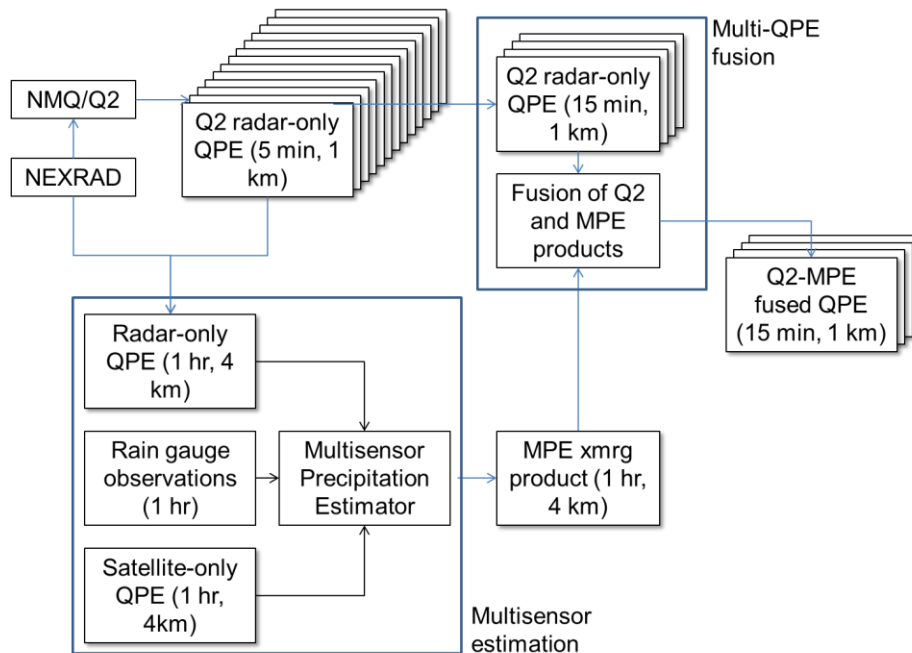 Multi-QPE
fusion
NMQ/Q2
NEXRAD
Q2 radar-only
QPE (5 min, 1
km)
Q2 radar-only
QPE (15 min,
1 km)
Fusion of Q2
and MPE
products
Q2-MPE
fused QPE
(15 min, 1 km)
Radar-only
QPE (1 hr, 4
km)
Rain gauge
observations
(1 hr)
Satellite-only
QPE (1 hr,
4km)
Multisensor
Precipitation
Estimator
MPE xmrg
product (1 hr,
4 km)
Multisensor
estimation